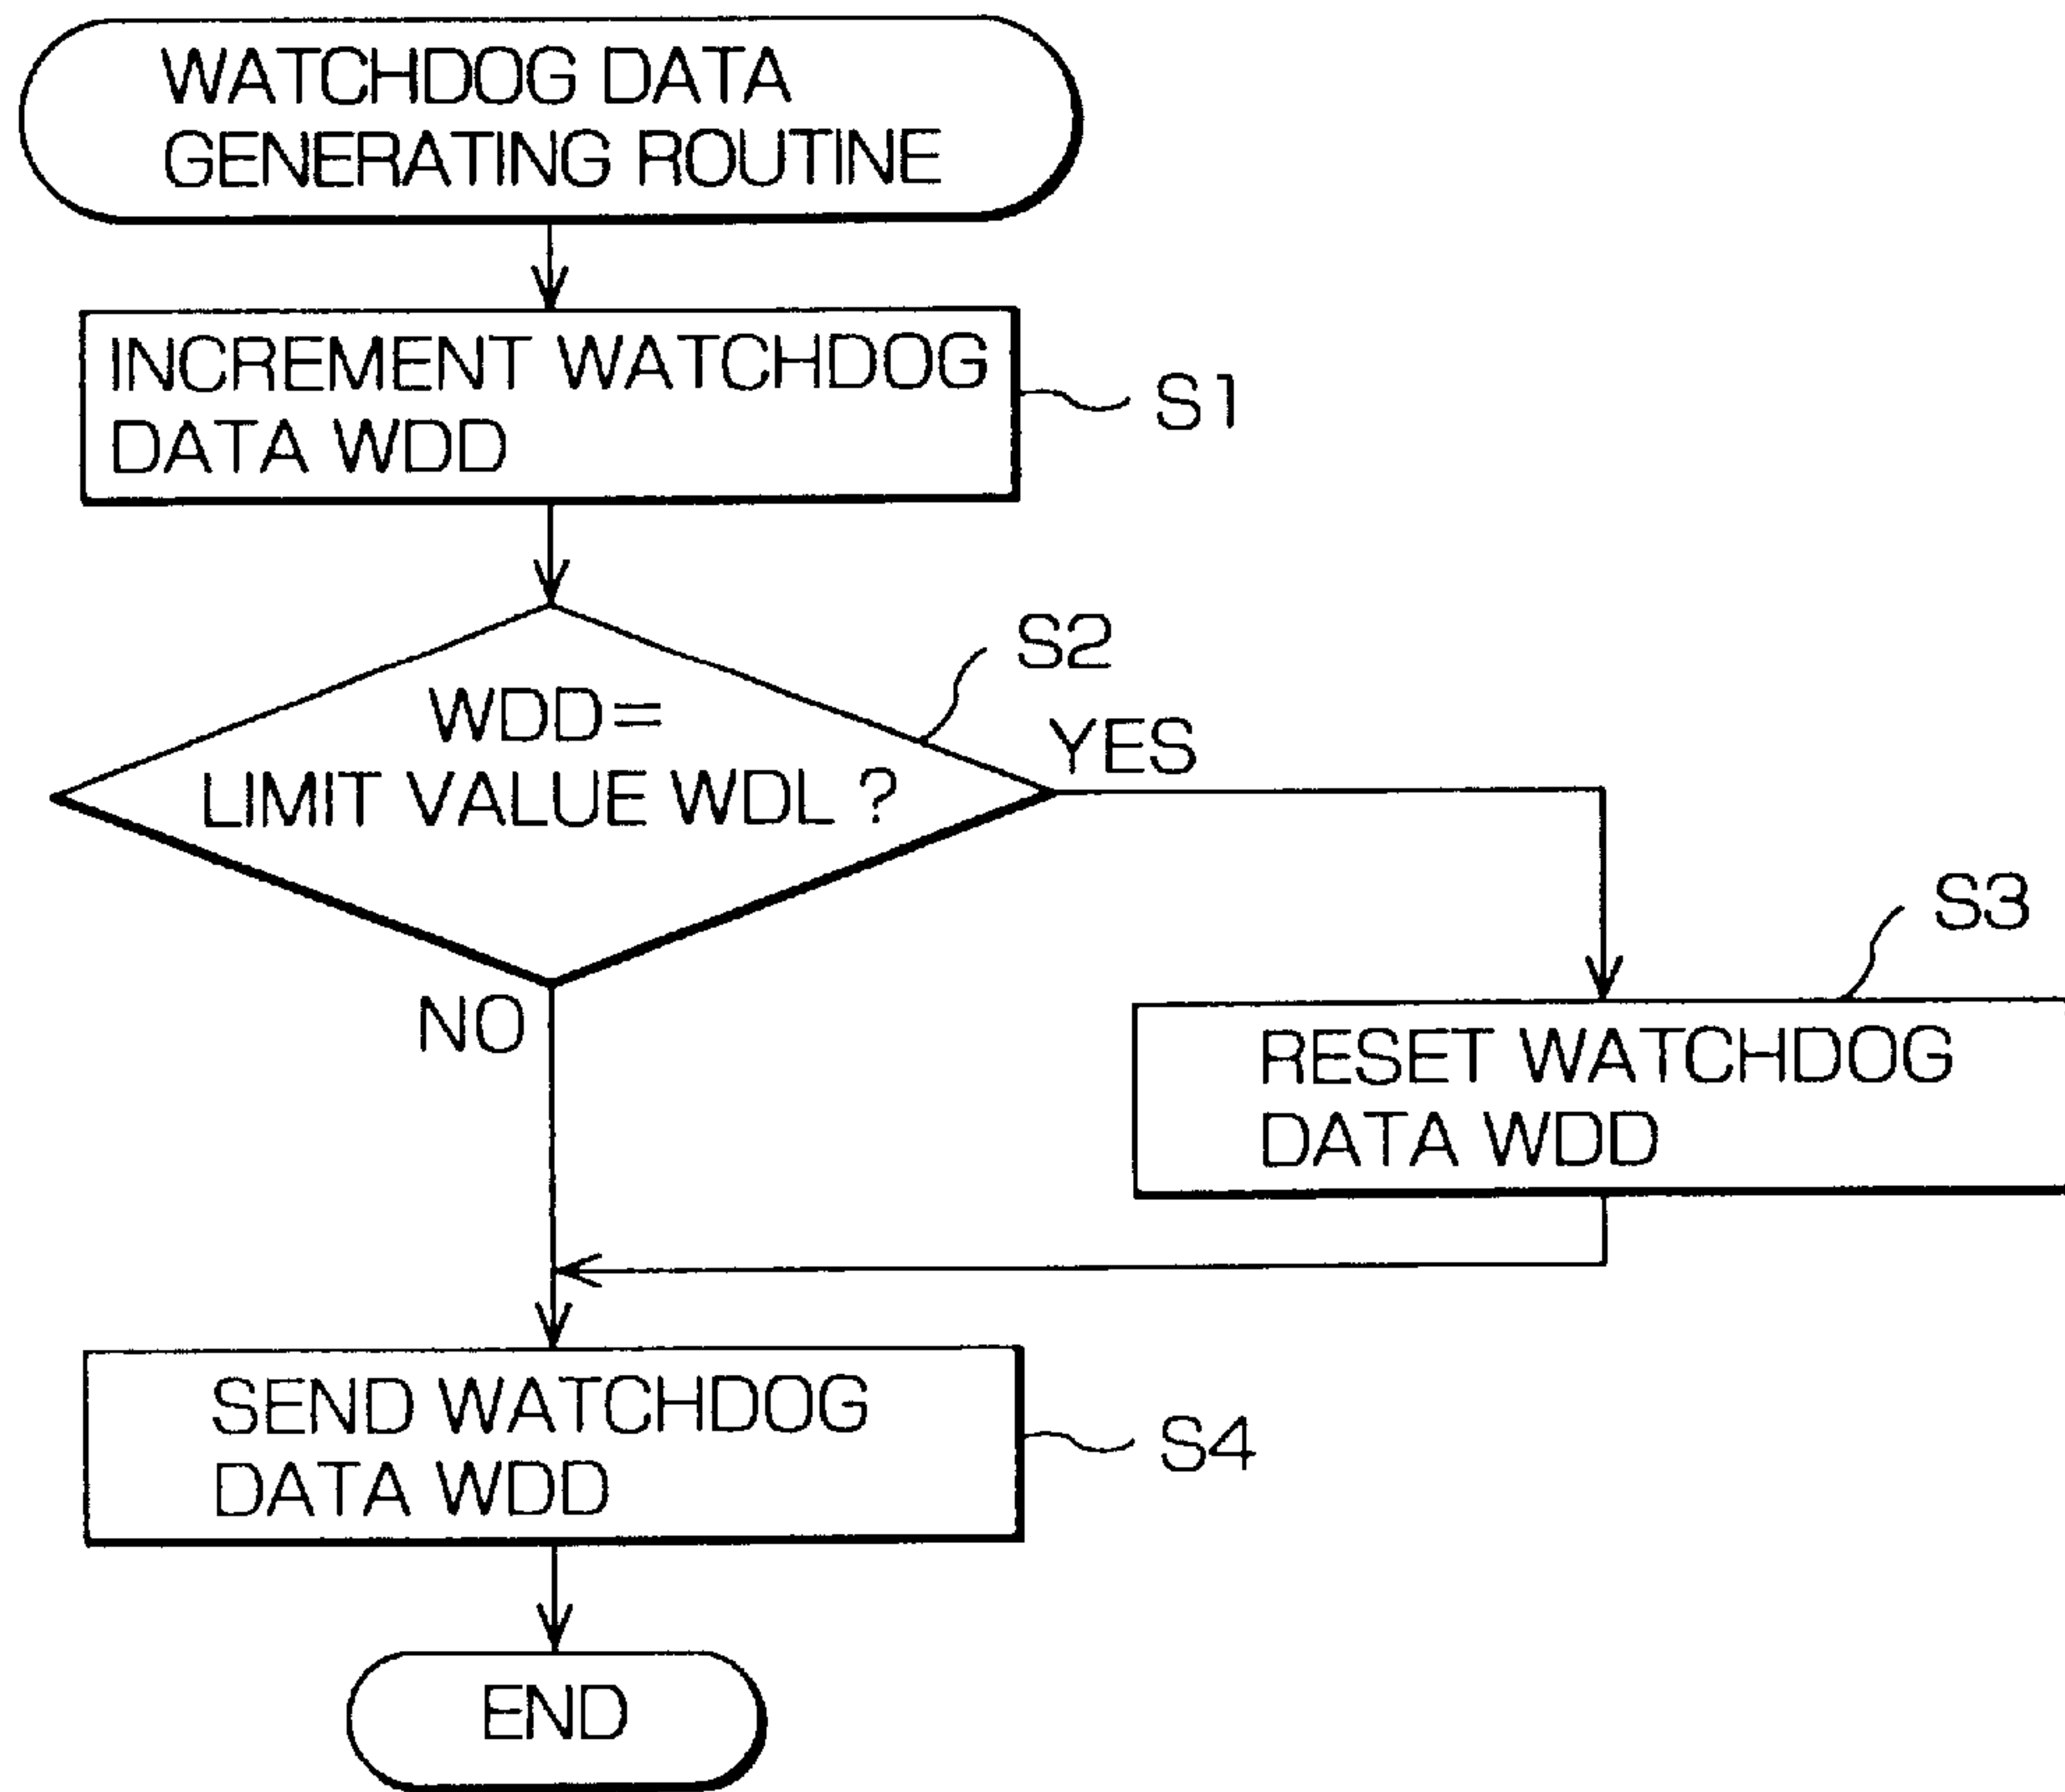 WATCHDOG DATA
GENERATING ROUTINE
INCREMENT WATCHDOG
DATA WDD
S1
S2
WDD=
LIMIT VALUE WDL ?
YES
NO
S3
RESET WATCHDOG
DATA WDD
SEND WATCHDOG
DATA WDD
S4
END